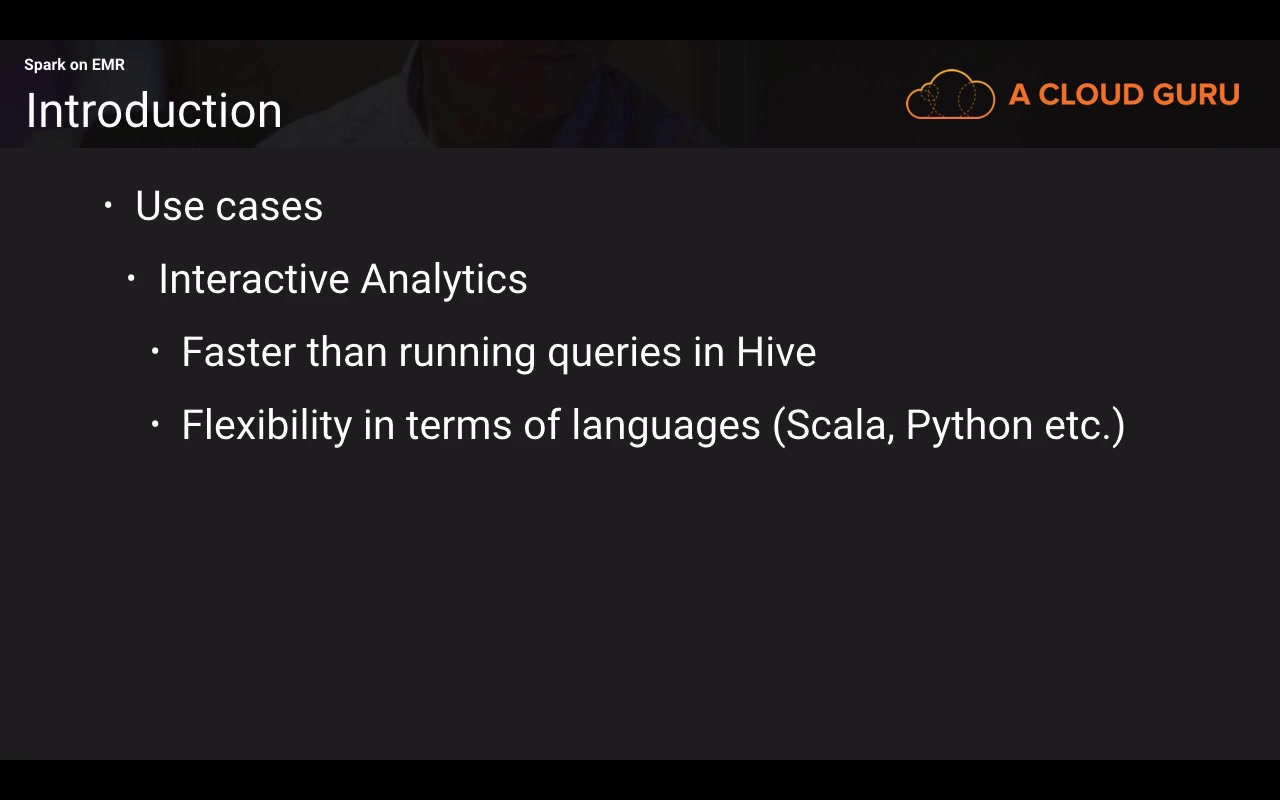 Spark on EMR
Introduction
A CLOUD GURU
• Use cases
• Interactive Analytics
• Faster than running queries in Hive
• Flexibility in terms of languages (Scala, Python etc.)